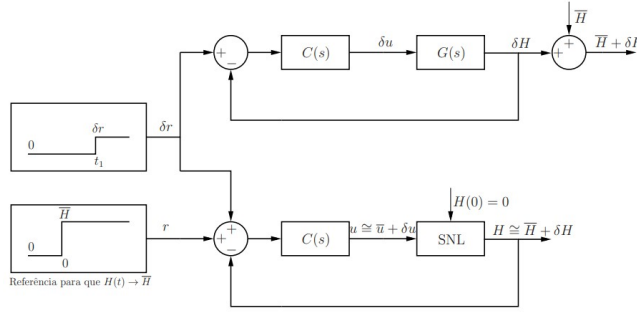 H̅
δu
δH
H̅ + δH
+ − C(s) G(s) + +
δr
0 t₁
δr
H̅
0 0
r
H(0) = 0
+ + − C(s) u ≅ u̅ + δu SNL H ≅ H̅ + δH
Referência para que H(t) → H̅